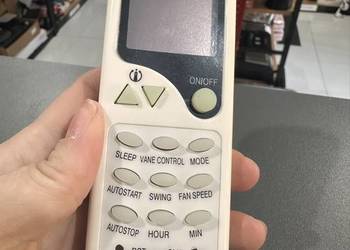 ON/OFF
SLEEP VANE CONTROL MODE
AUTOSTART SWING FAN SPEED
AUTOSTOP HOUR MIN